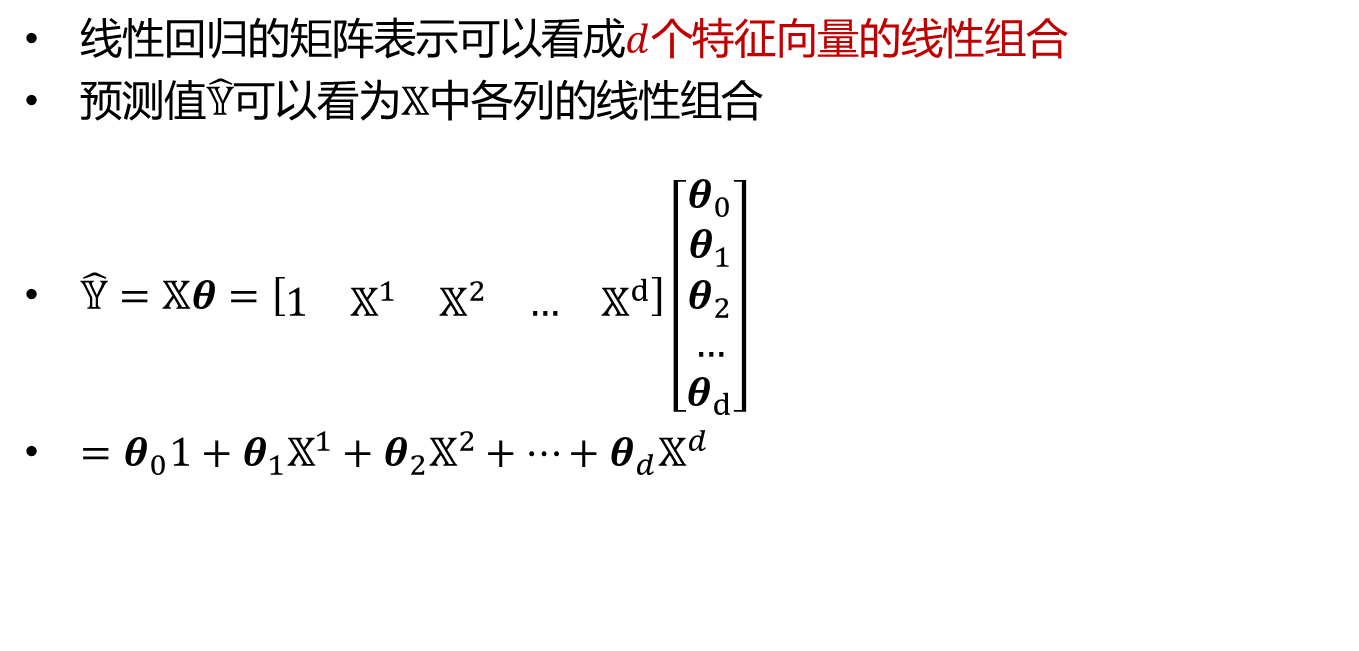 • 线性回归的矩阵表示可以看成d个特征向量的线性组合
• 预测值𝕐̂可以看为𝕏中各列的线性组合
• 𝕐̂ = 𝕏𝜽 = [1 𝕏¹ 𝕏² … 𝕏ᵈ] [𝜽₀ 𝜽₁ 𝜽₂ … 𝜽_d]
• = 𝜽₀1 + 𝜽₁𝕏¹ + 𝜽₂𝕏² + ⋯ + 𝜽_d𝕏ᵈ